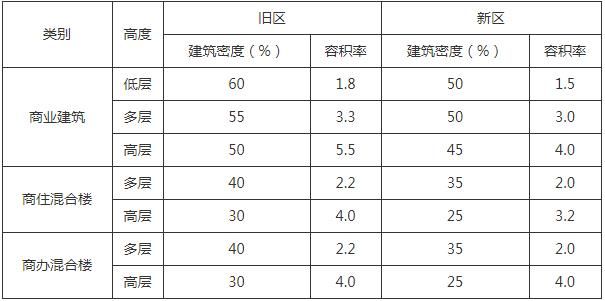 类别 高度 旧区 新区
建筑密度（%） 容积率 建筑密度（%） 容积率
商业建筑 低层 60 1.8 50 1.5
多层 55 3.3 50 3.0
高层 50 5.5 45 4.0
商住混合楼 多层 40 2.2 35 2.0
高层 30 4.0 25 3.2
商办混合楼 多层 40 2.2 35 2.0
高层 30 4.0 25 4.0